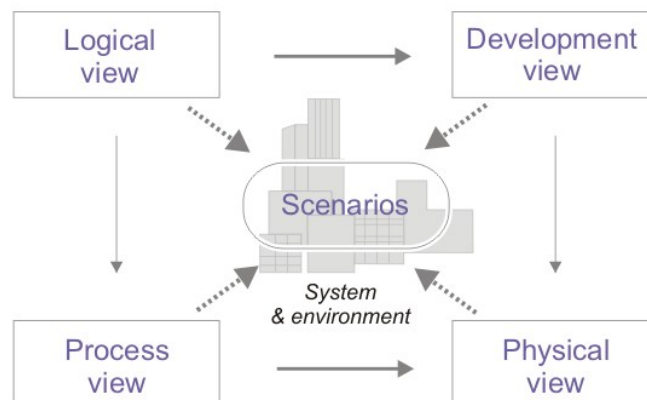 Logical
view
Development
view
Scenarios
System
& environment
Process
view
Physical
view